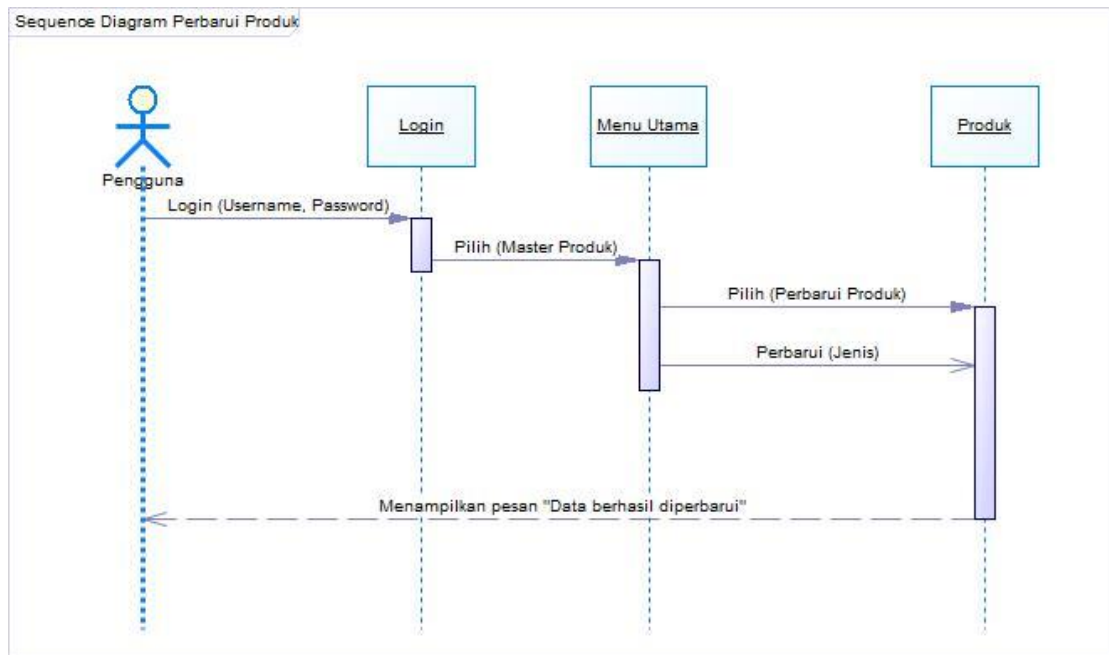 Sequence Diagram Perbarui Produk
Login
Menu Utama
Produk
Pengguna
Login (Username, Password)
Pilih (Master Produk)
Pilih (Perbarui Produk)
Perbarui (Jenis)
Menampilkan pesan "Data berhasil diperbarui"